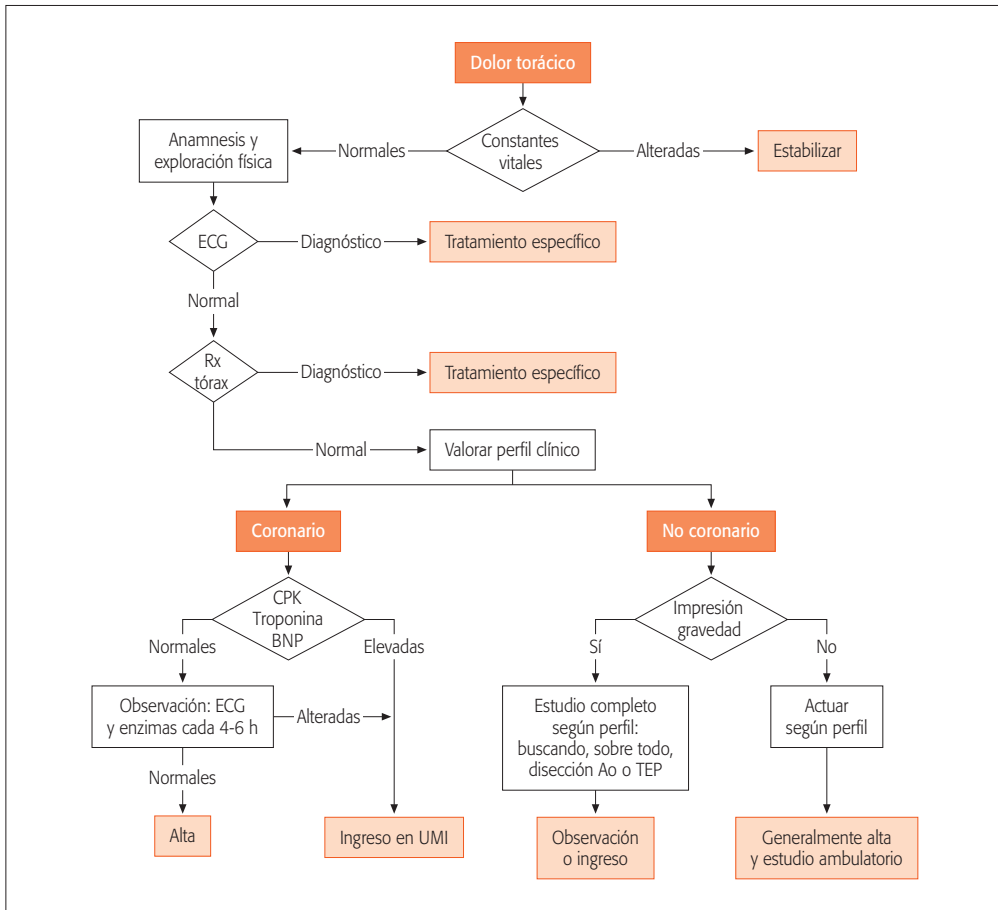 Dolor torácico
Anamnesis y
exploración física
Normales
Constantes
vitales
Alteradas
Estabilizar
ECG
Diagnóstico
Tratamiento específico
Normal
Rx
tórax
Diagnóstico
Tratamiento específico
Normal
Valorar perfil clínico
Coronario
No coronario
CPK
Troponina
BNP
Impresión
gravedad
Normales
Elevadas
Sí
No
Observación: ECG
y enzimas cada 4-6 h
Alteradas
Estudio completo
según perfil:
buscando, sobre todo,
disección Ao o TEP
Actuar
según perfil
Normales
Alta
Ingreso en UMI
Observación
o ingreso
Generalmente alta
y estudio ambulatorio